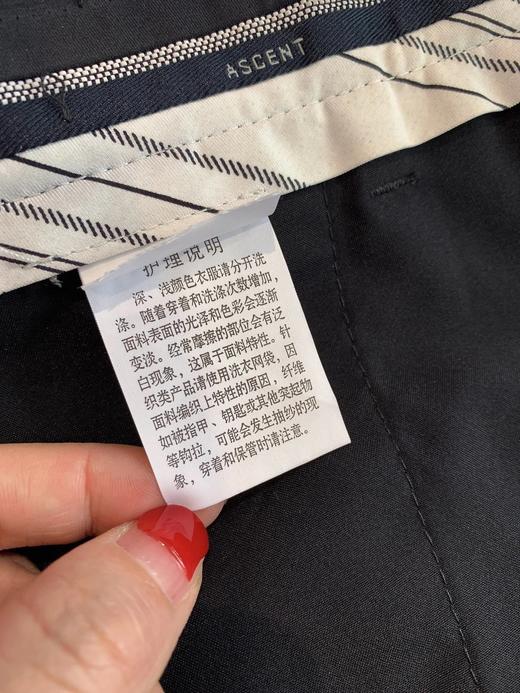 ASCENT
护理说明
深、浅颜色衣服请分开洗
涤。随着穿着和洗涤次数增加，
面料表面的光泽和色彩会逐渐
变淡。经常摩擦的部位会有泛
白现象，这属于面料特性。针
织类产品请使用洗衣网袋，因
面料编织上特性的原因，纤维
如被指甲、钥匙或其他突起物
等钩拉，可能会发生抽纱的现
象，穿着和保管时请注意。